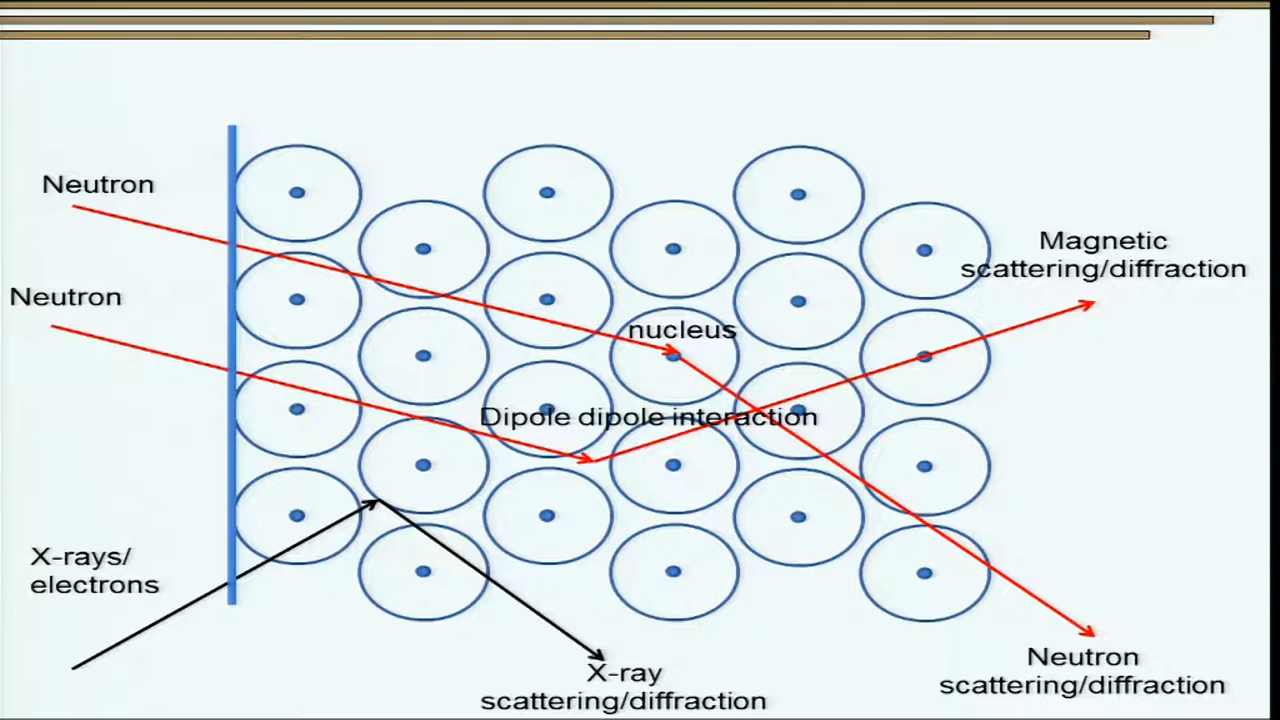 Neutron
Magnetic
scattering/diffraction
Neutron
nucleus
Dipole dipole interaction
X-rays/
electrons
X-ray
scattering/diffraction
Neutron
scattering/diffraction